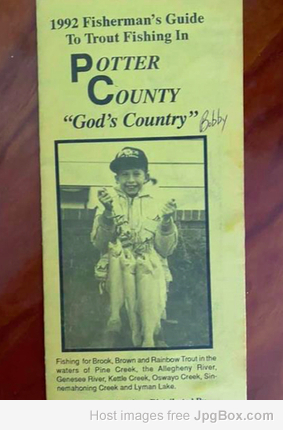 1992 Fisherman's Guide
To Trout Fishing In
POTTER
COUNTY
"God's Country"
Bobby
Fishing for Brook, Brown and Rainbow Trout in the
waters of Pine Creek, the Allegheny River,
Genesee River, Kettle Creek, Oswayo Creek, Sin-
nemahoning Creek and Lyman Lake.
Host images free JpgBox.com